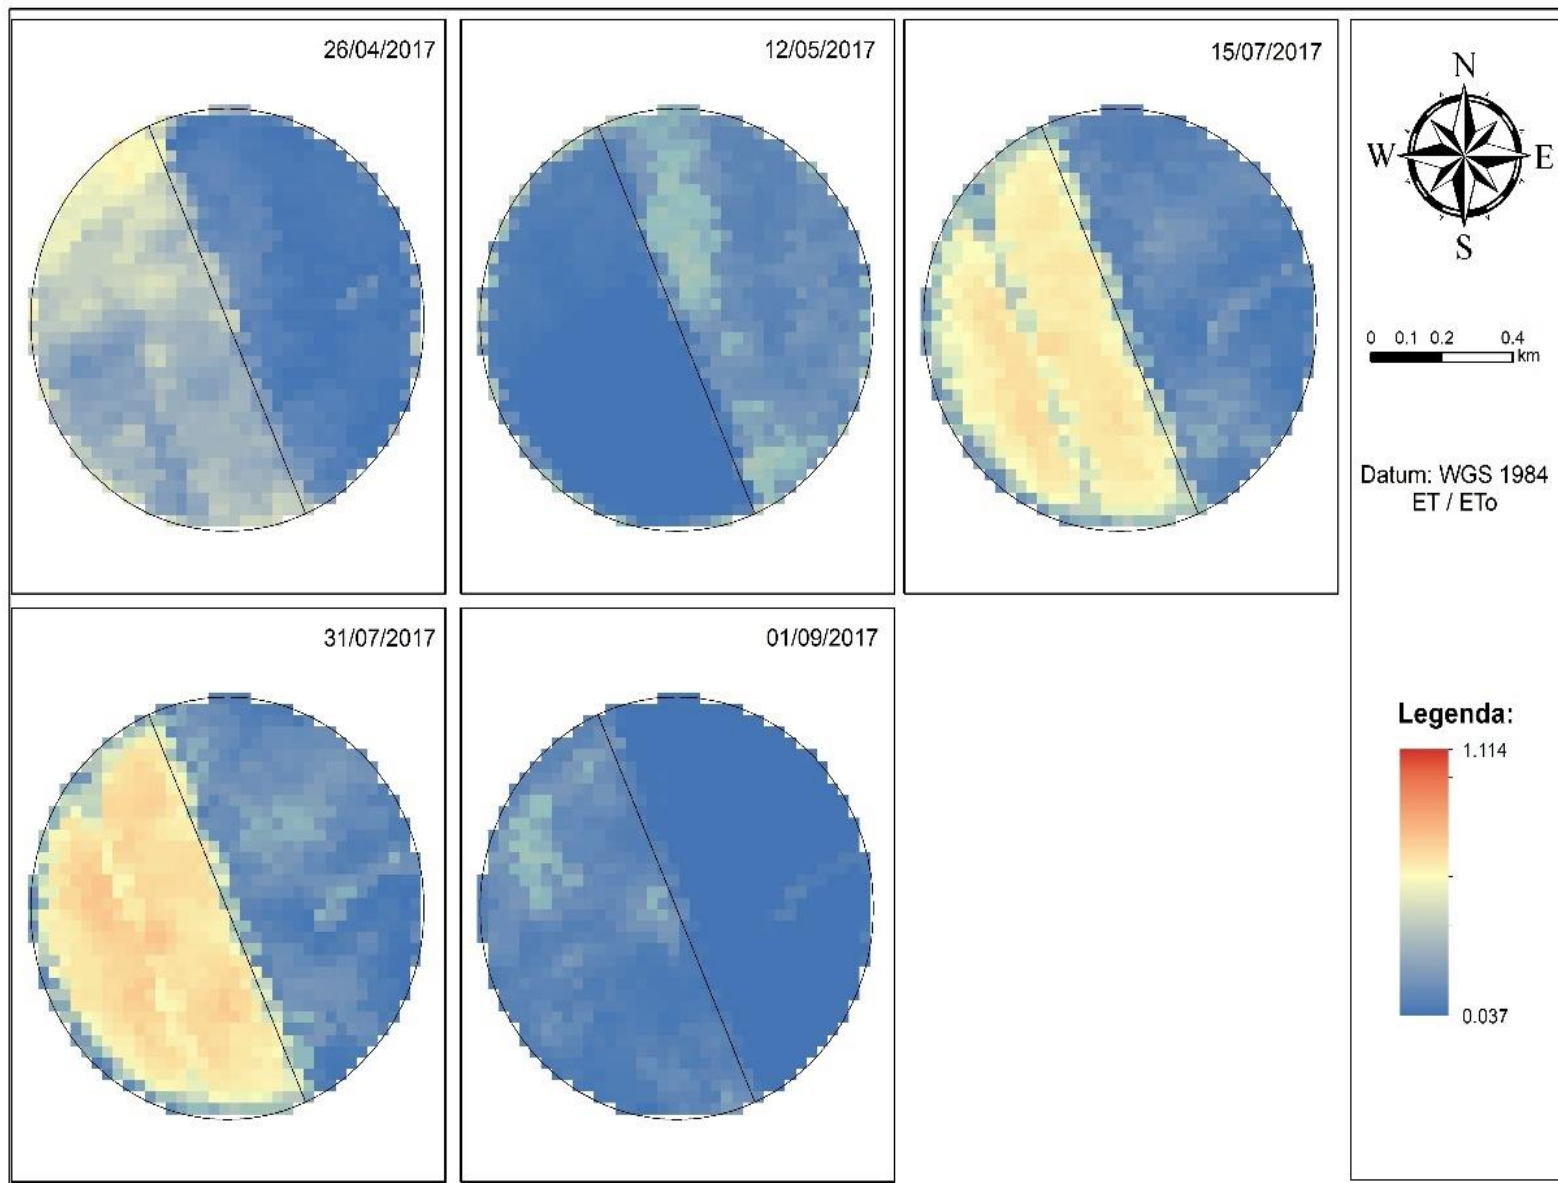 26/04/2017
12/05/2017
15/07/2017
N
W
E
S
0 0.1 0.2 0.4
km
Datum: WGS 1984
ET / ETo
31/07/2017
01/09/2017
Legenda:
1.114
0.037